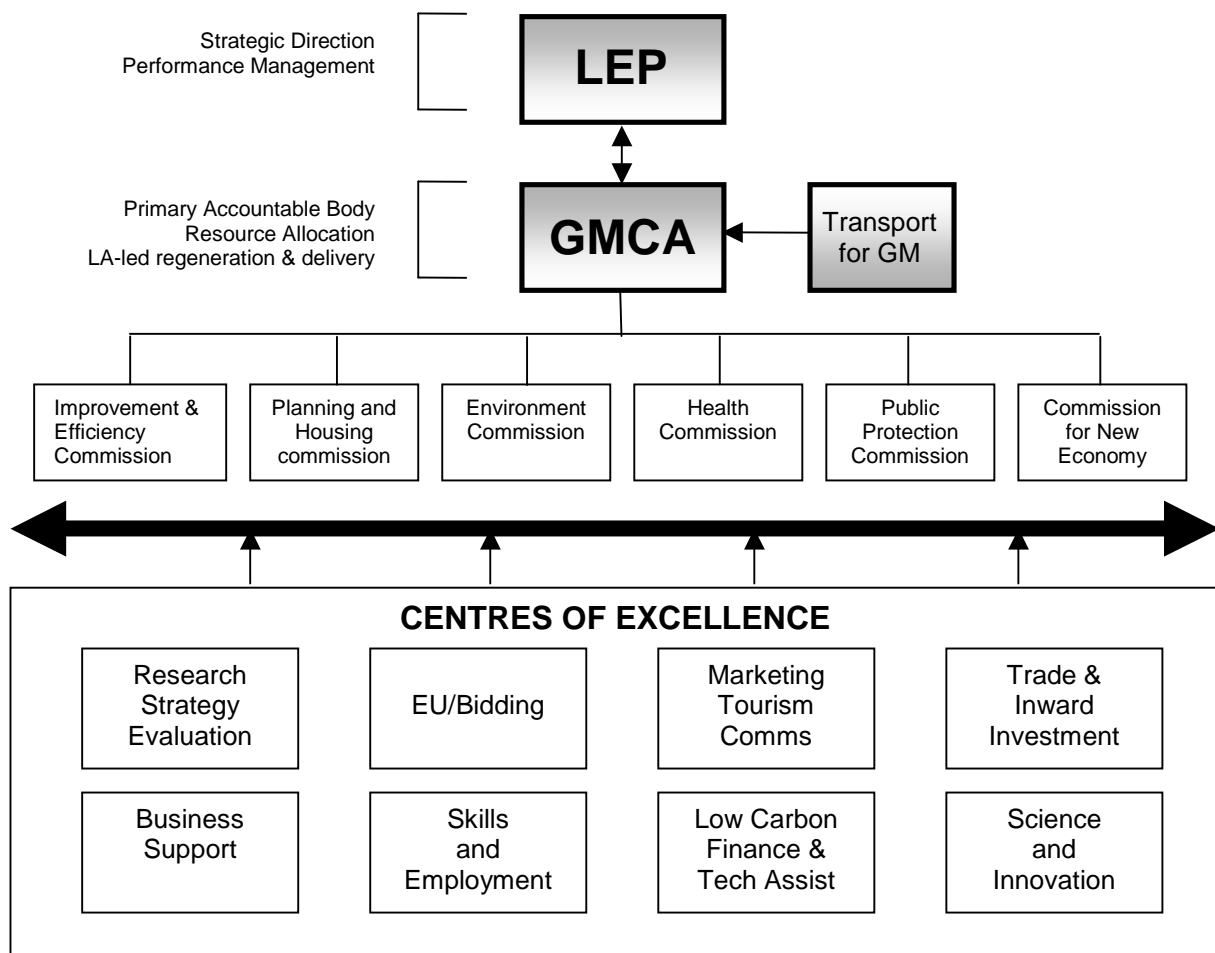 Strategic Direction
Performance Management
LEP
Primary Accountable Body
Resource Allocation
LA-led regeneration & delivery
GMCA
Transport
for GM
Improvement &
Efficiency
Commission
Planning and
Housing
commission
Environment
Commission
Health
Commission
Public
Protection
Commission
Commission
for New
Economy
CENTRES OF EXCELLENCE
Research
Strategy
Evaluation
EU/Bidding
Marketing
Tourism
Comms
Trade &
Inward
Investment
Business
Support
Skills
and
Employment
Low Carbon
Finance &
Tech Assist
Science
and
Innovation